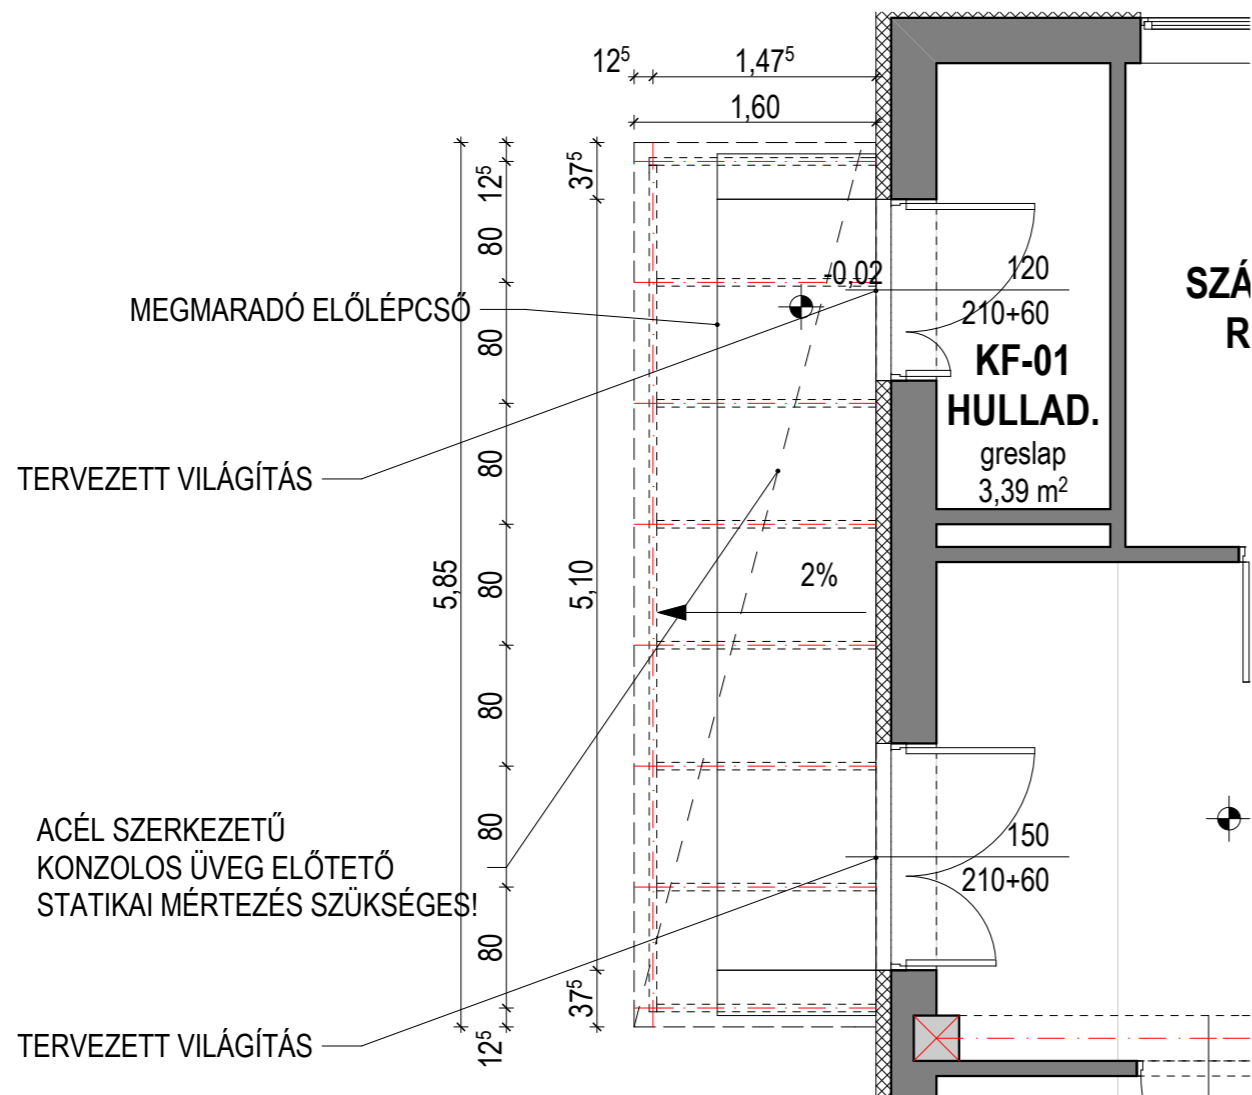 12⁵
1,47⁵
1,60
12⁵
37⁵
80
-0,02
120
SZÁ
MEGMARADÓ ELŐLÉPCSŐ
210+60
R
80
KF-01
HULLAD.
greslap
3,39 m²
TERVEZETT VILÁGÍTÁS
80
5,85
80
5,10
2%
80
ACÉL SZERKEZETŰ
KONZOLOS ÜVEG ELŐTETŐ
STATIKAI MÉRTEZÉS SZÜKSÉGES!
80
150
210+60
80
37⁵
TERVEZETT VILÁGÍTÁS
12⁵